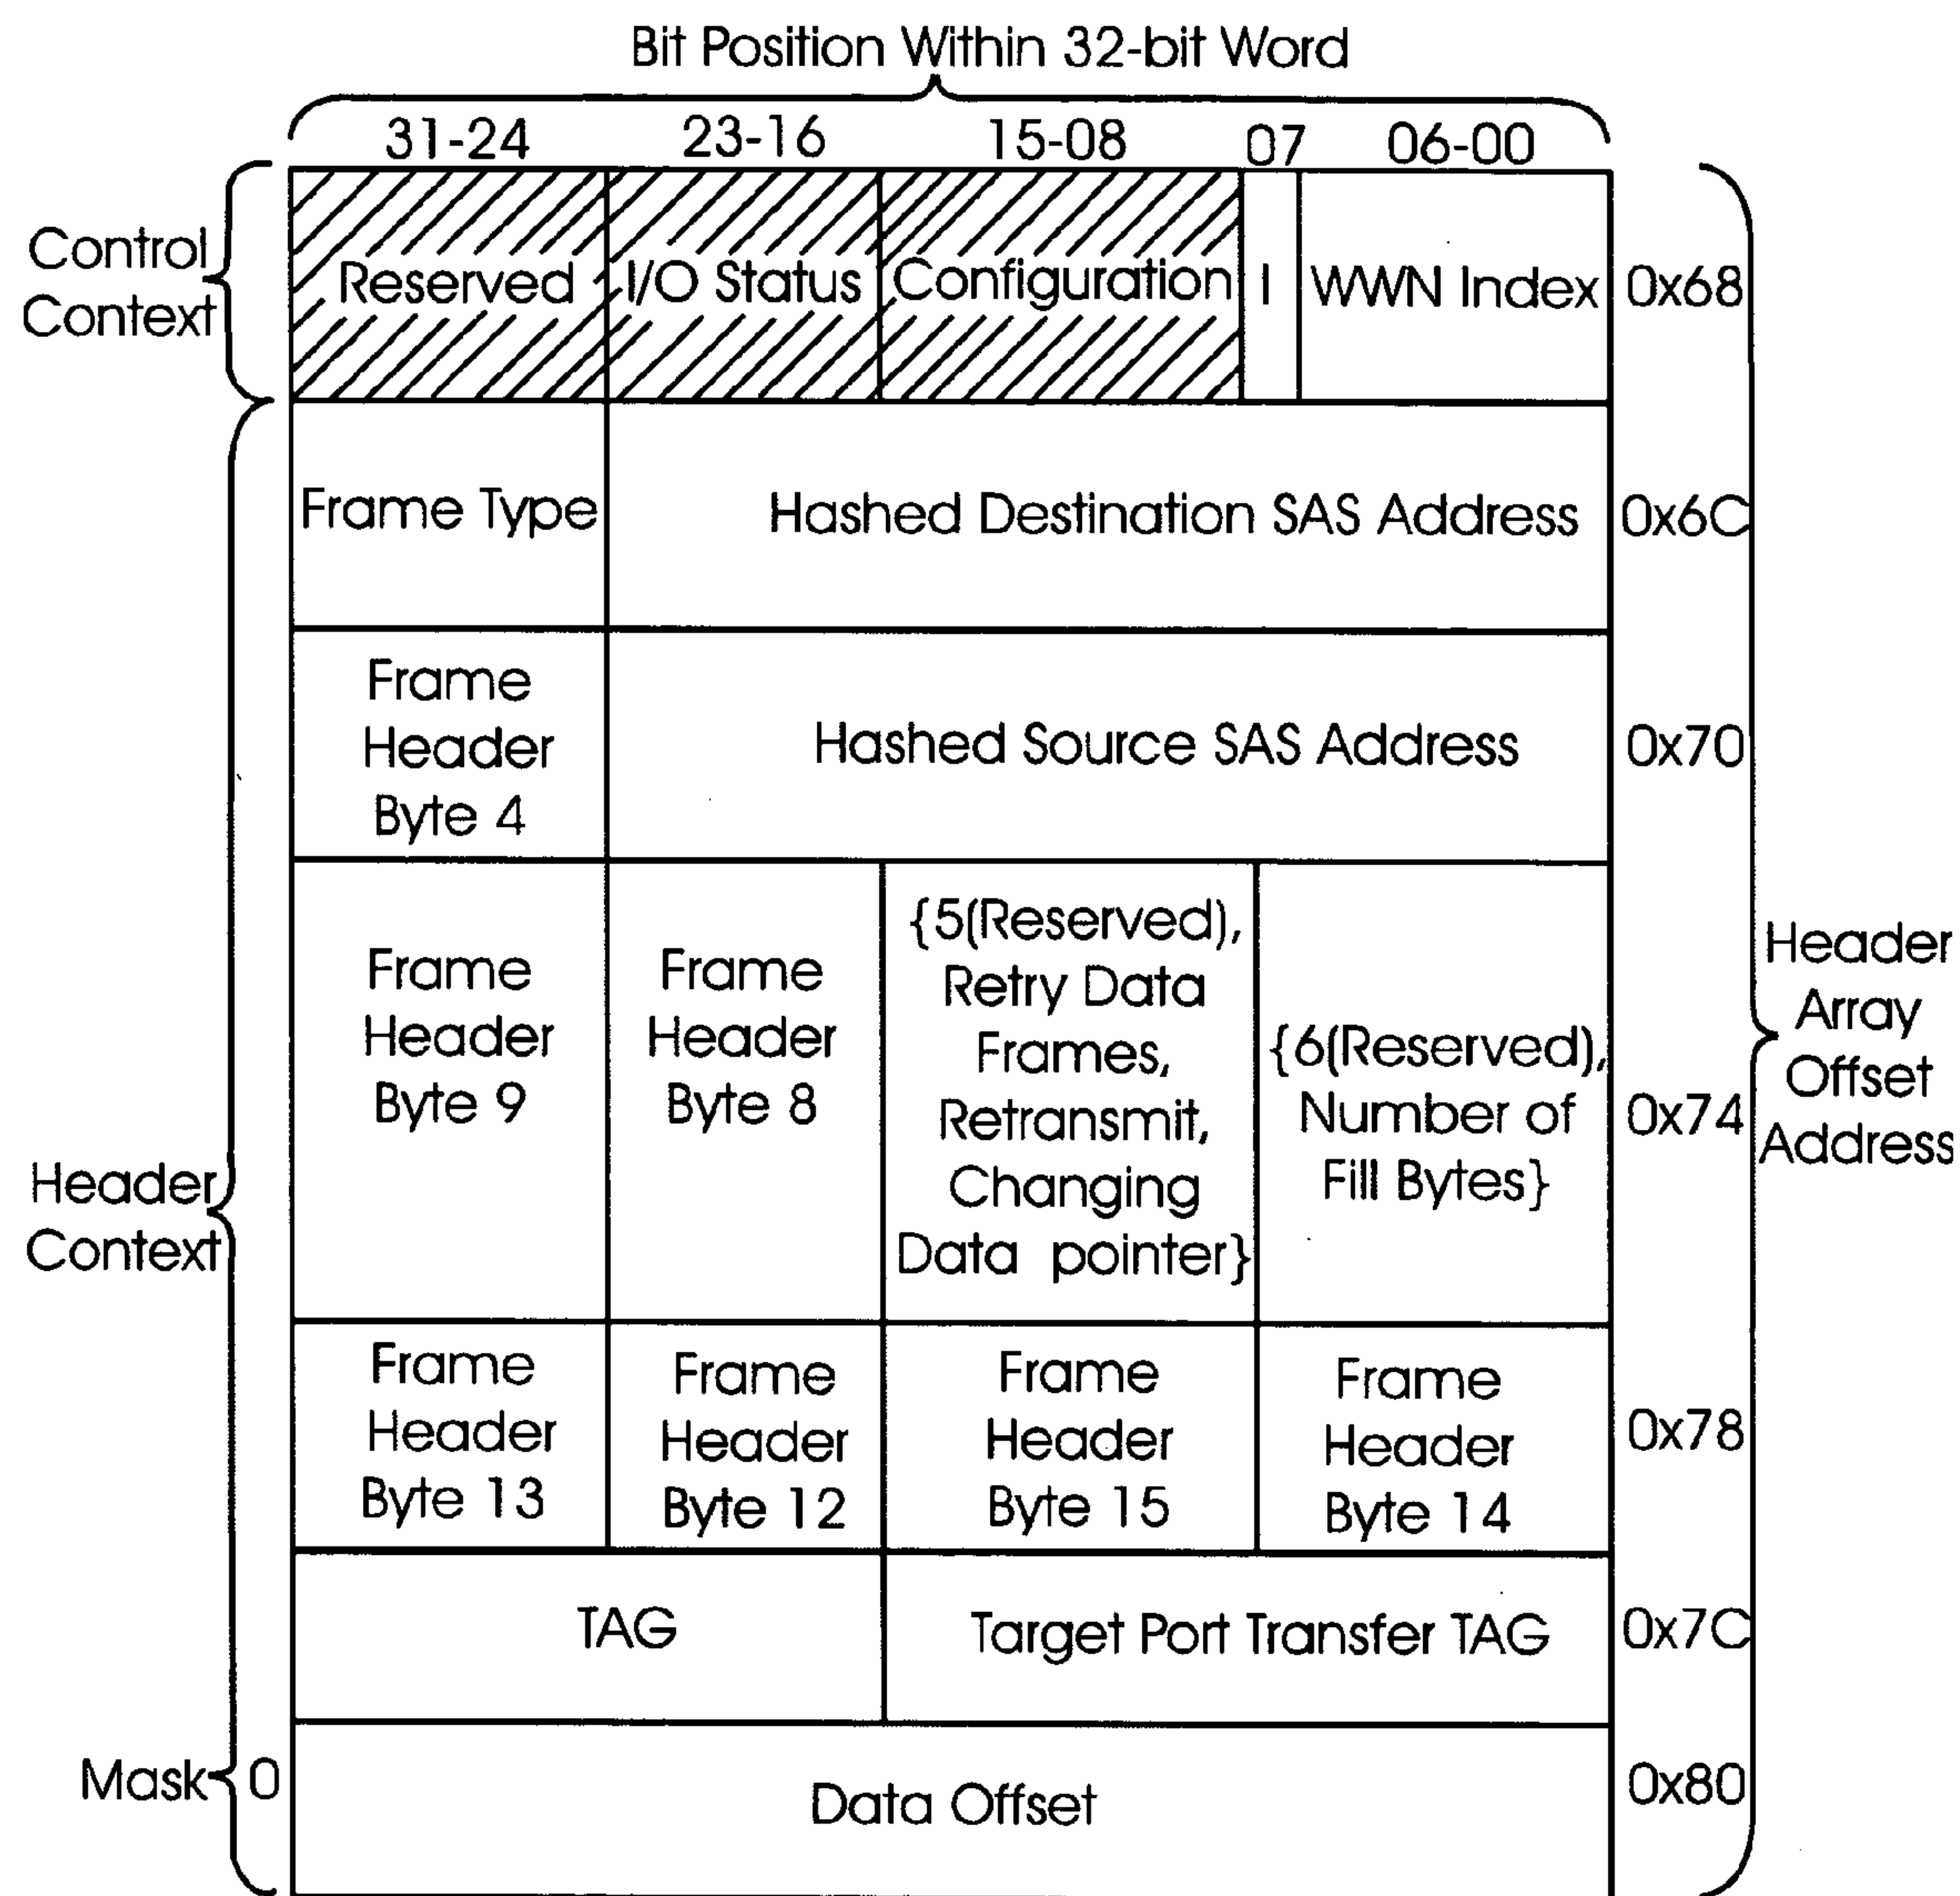 Bit Position Within 32-bit Word
31-24 23-16 15-08 07 06-00
Control
Context
Reserved I/O Status Configuration I WWN Index 0x68
Frame Type Hashed Destination SAS Address 0x6C
Frame
Header
Byte 4
Hashed Source SAS Address 0x70
Frame
Header
Byte 9
Frame
Header
Byte 8
{5(Reserved),
Retry Data
Frames,
Retransmit,
Changing
Data pointer}
{6(Reserved),
Number of
Fill Bytes}
0x74
Header
Array
Offset
Address
Header
Context
Frame
Header
Byte 13
Frame
Header
Byte 12
Frame
Header
Byte 15
Frame
Header
Byte 14
0x78
TAG Target Port Transfer TAG 0x7C
Mask 0 Data Offset 0x80